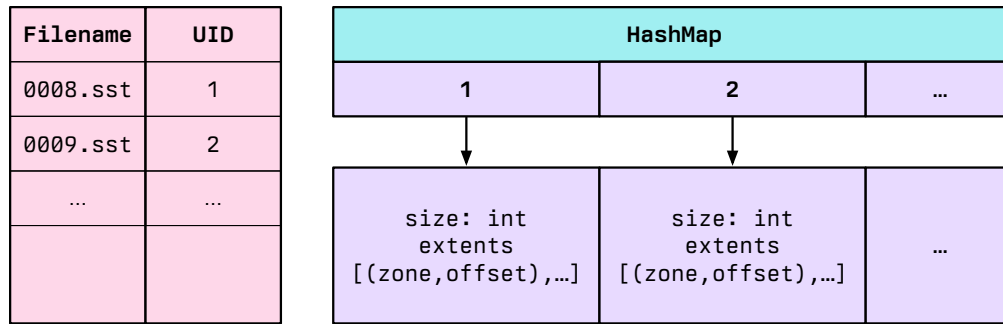 Filename UID
0008.sst 1
0009.sst 2
... ...
HashMap
1 2 …
size: int
extents
[(zone,offset),…]
size: int
extents
[(zone,offset),…]
…